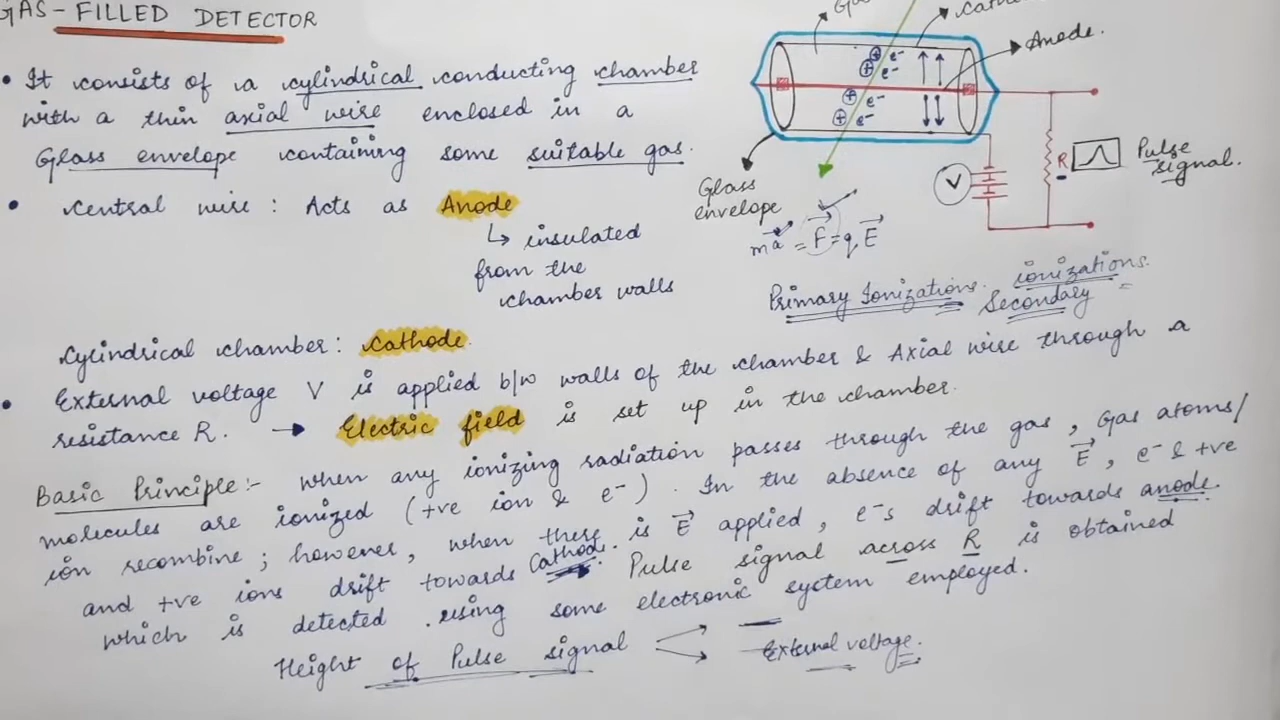 GAS-FILLED DETECTOR
• It consists of a cylindrical conducting chamber
with a thin axial wire enclosed in a
Glass envelope containing some suitable gas.
• Central wire: Acts as Anode
↳ insulated
from the
chamber walls
Cylindrical chamber: Cathode
• External voltage V is applied b/w walls of the chamber & Axial wire through a
resistance R. → Electric field is set up in the chamber.
Basic Principle:- When any ionizing radiation passes through the gas, Gas atoms/
molecules are ionized (+ve ion & e⁻). In the absence of any E⃗, e⁻ & +ve
ion recombine; however, when there is E⃗ applied, e⁻s drift towards anode.
and +ve ions drift towards Cathode. Pulse signal across R is obtained
which is detected using some electronic system employed.
Height of Pulse signal
External voltage.
Anode.
⊕ e⁻
⊕ e⁻
⊕ e⁻
⊕ e⁻
Glass
envelope
V
R
Pulse
signal.
ma⃗ = F⃗ = qE⃗
Primary Ionizations. ionizations.
Secondary